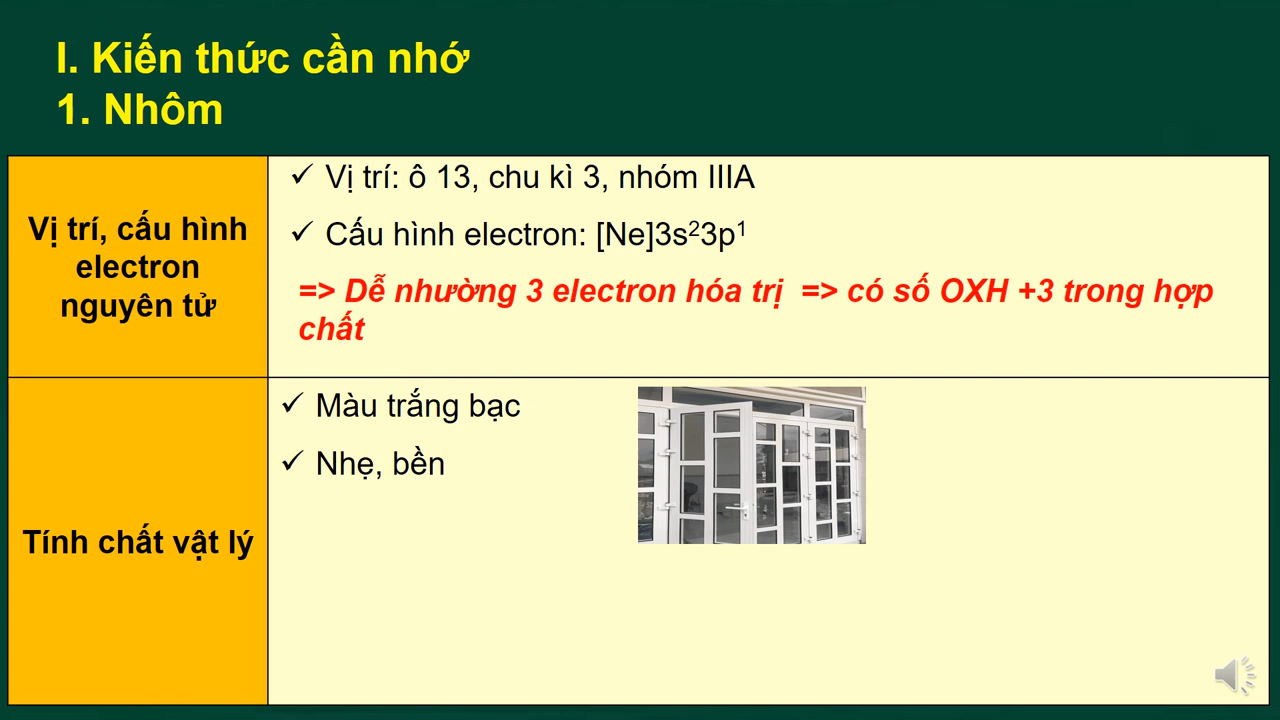 I. Kiến thức cần nhớ
1. Nhôm
Vị trí, cấu hình
electron
nguyên tử
✓ Vị trí: ô 13, chu kì 3, nhóm IIIA
✓ Cấu hình electron: [Ne]3s²3p¹
=> Dễ nhường 3 electron hóa trị => có số OXH +3 trong hợp
chất
Tính chất vật lý
✓ Màu trắng bạc
✓ Nhẹ, bền